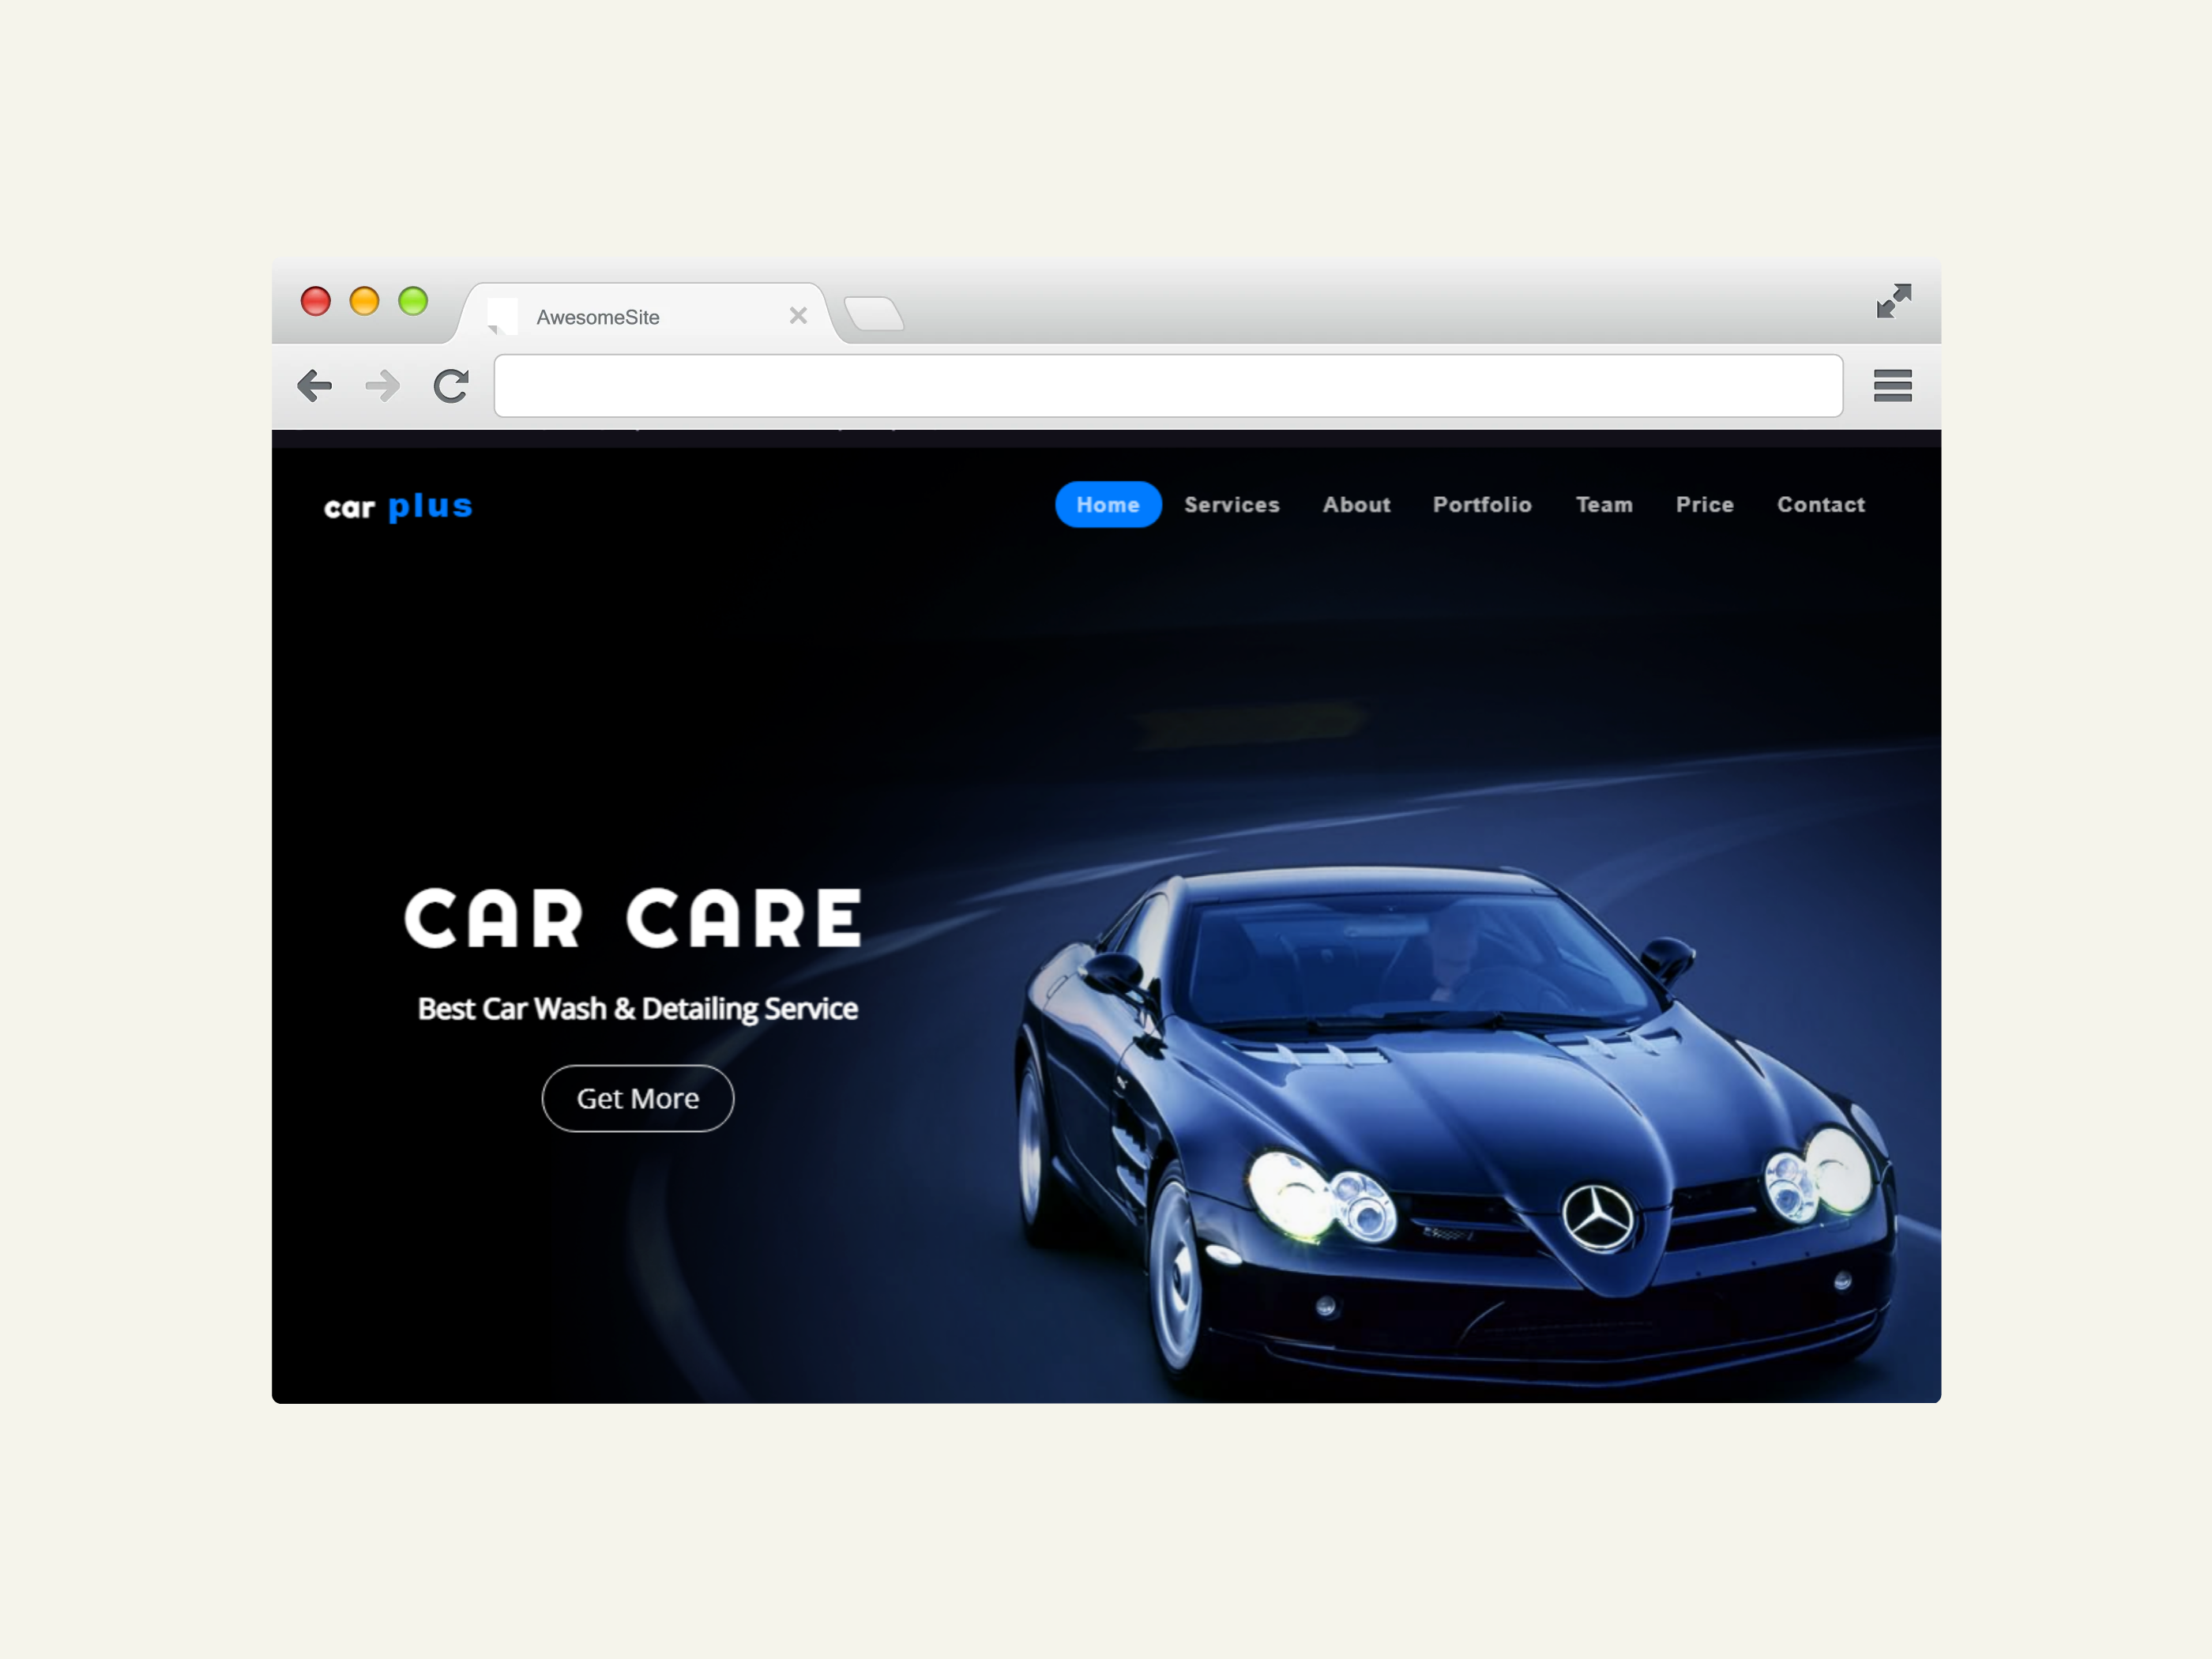 AwesomeSite
car plus
Home Services About Portfolio Team Price Contact
CAR CARE
Best Car Wash & Detailing Service
Get More